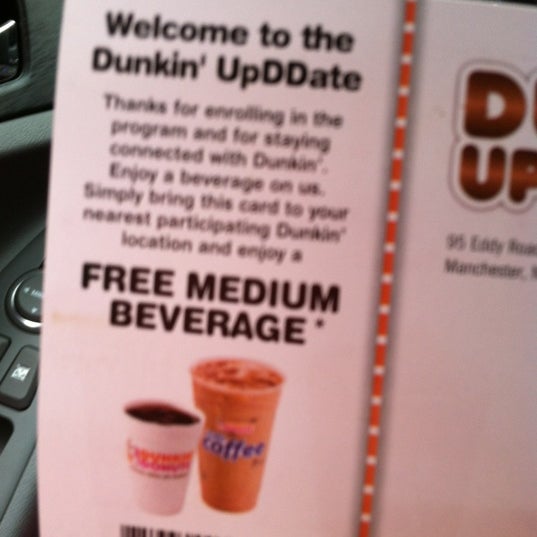 Welcome to the
Dunkin' UpDDate
Thanks for enrolling in the
program and for staying
connected with Dunkin'.
Enjoy a beverage on us.
Simply bring this card to your
nearest participating Dunkin'
location and enjoy a
FREE MEDIUM
BEVERAGE *
DUNKIN'
DONUTS
coffee
D
UP
95 Eddy Road
Manchester,